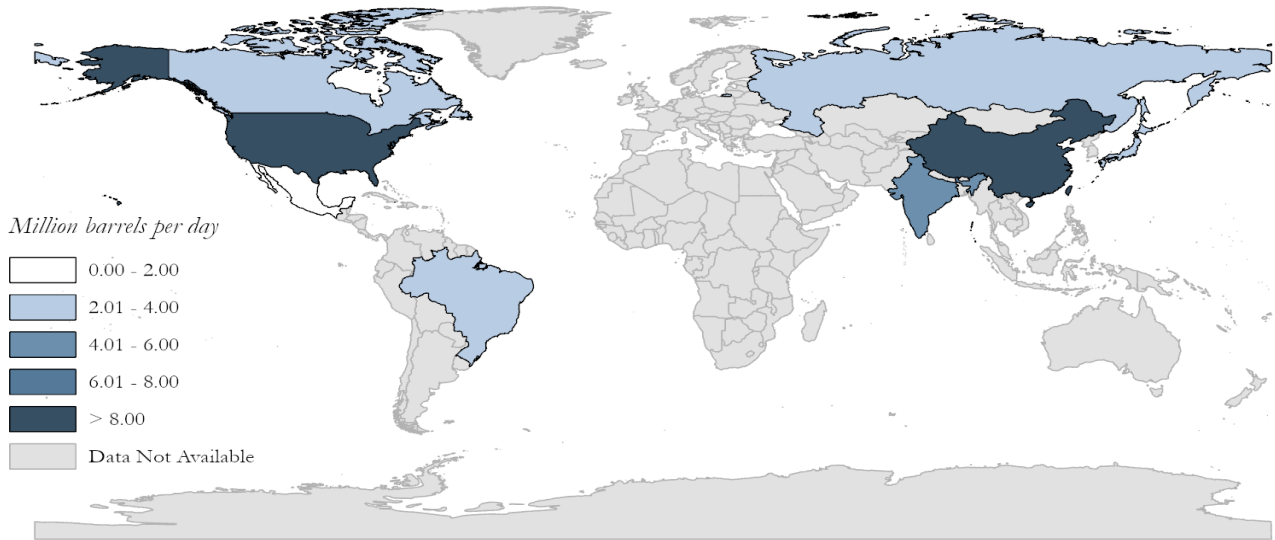 Million barrels per day
0.00 - 2.00
2.01 - 4.00
4.01 - 6.00
6.01 - 8.00
> 8.00
Data Not Available